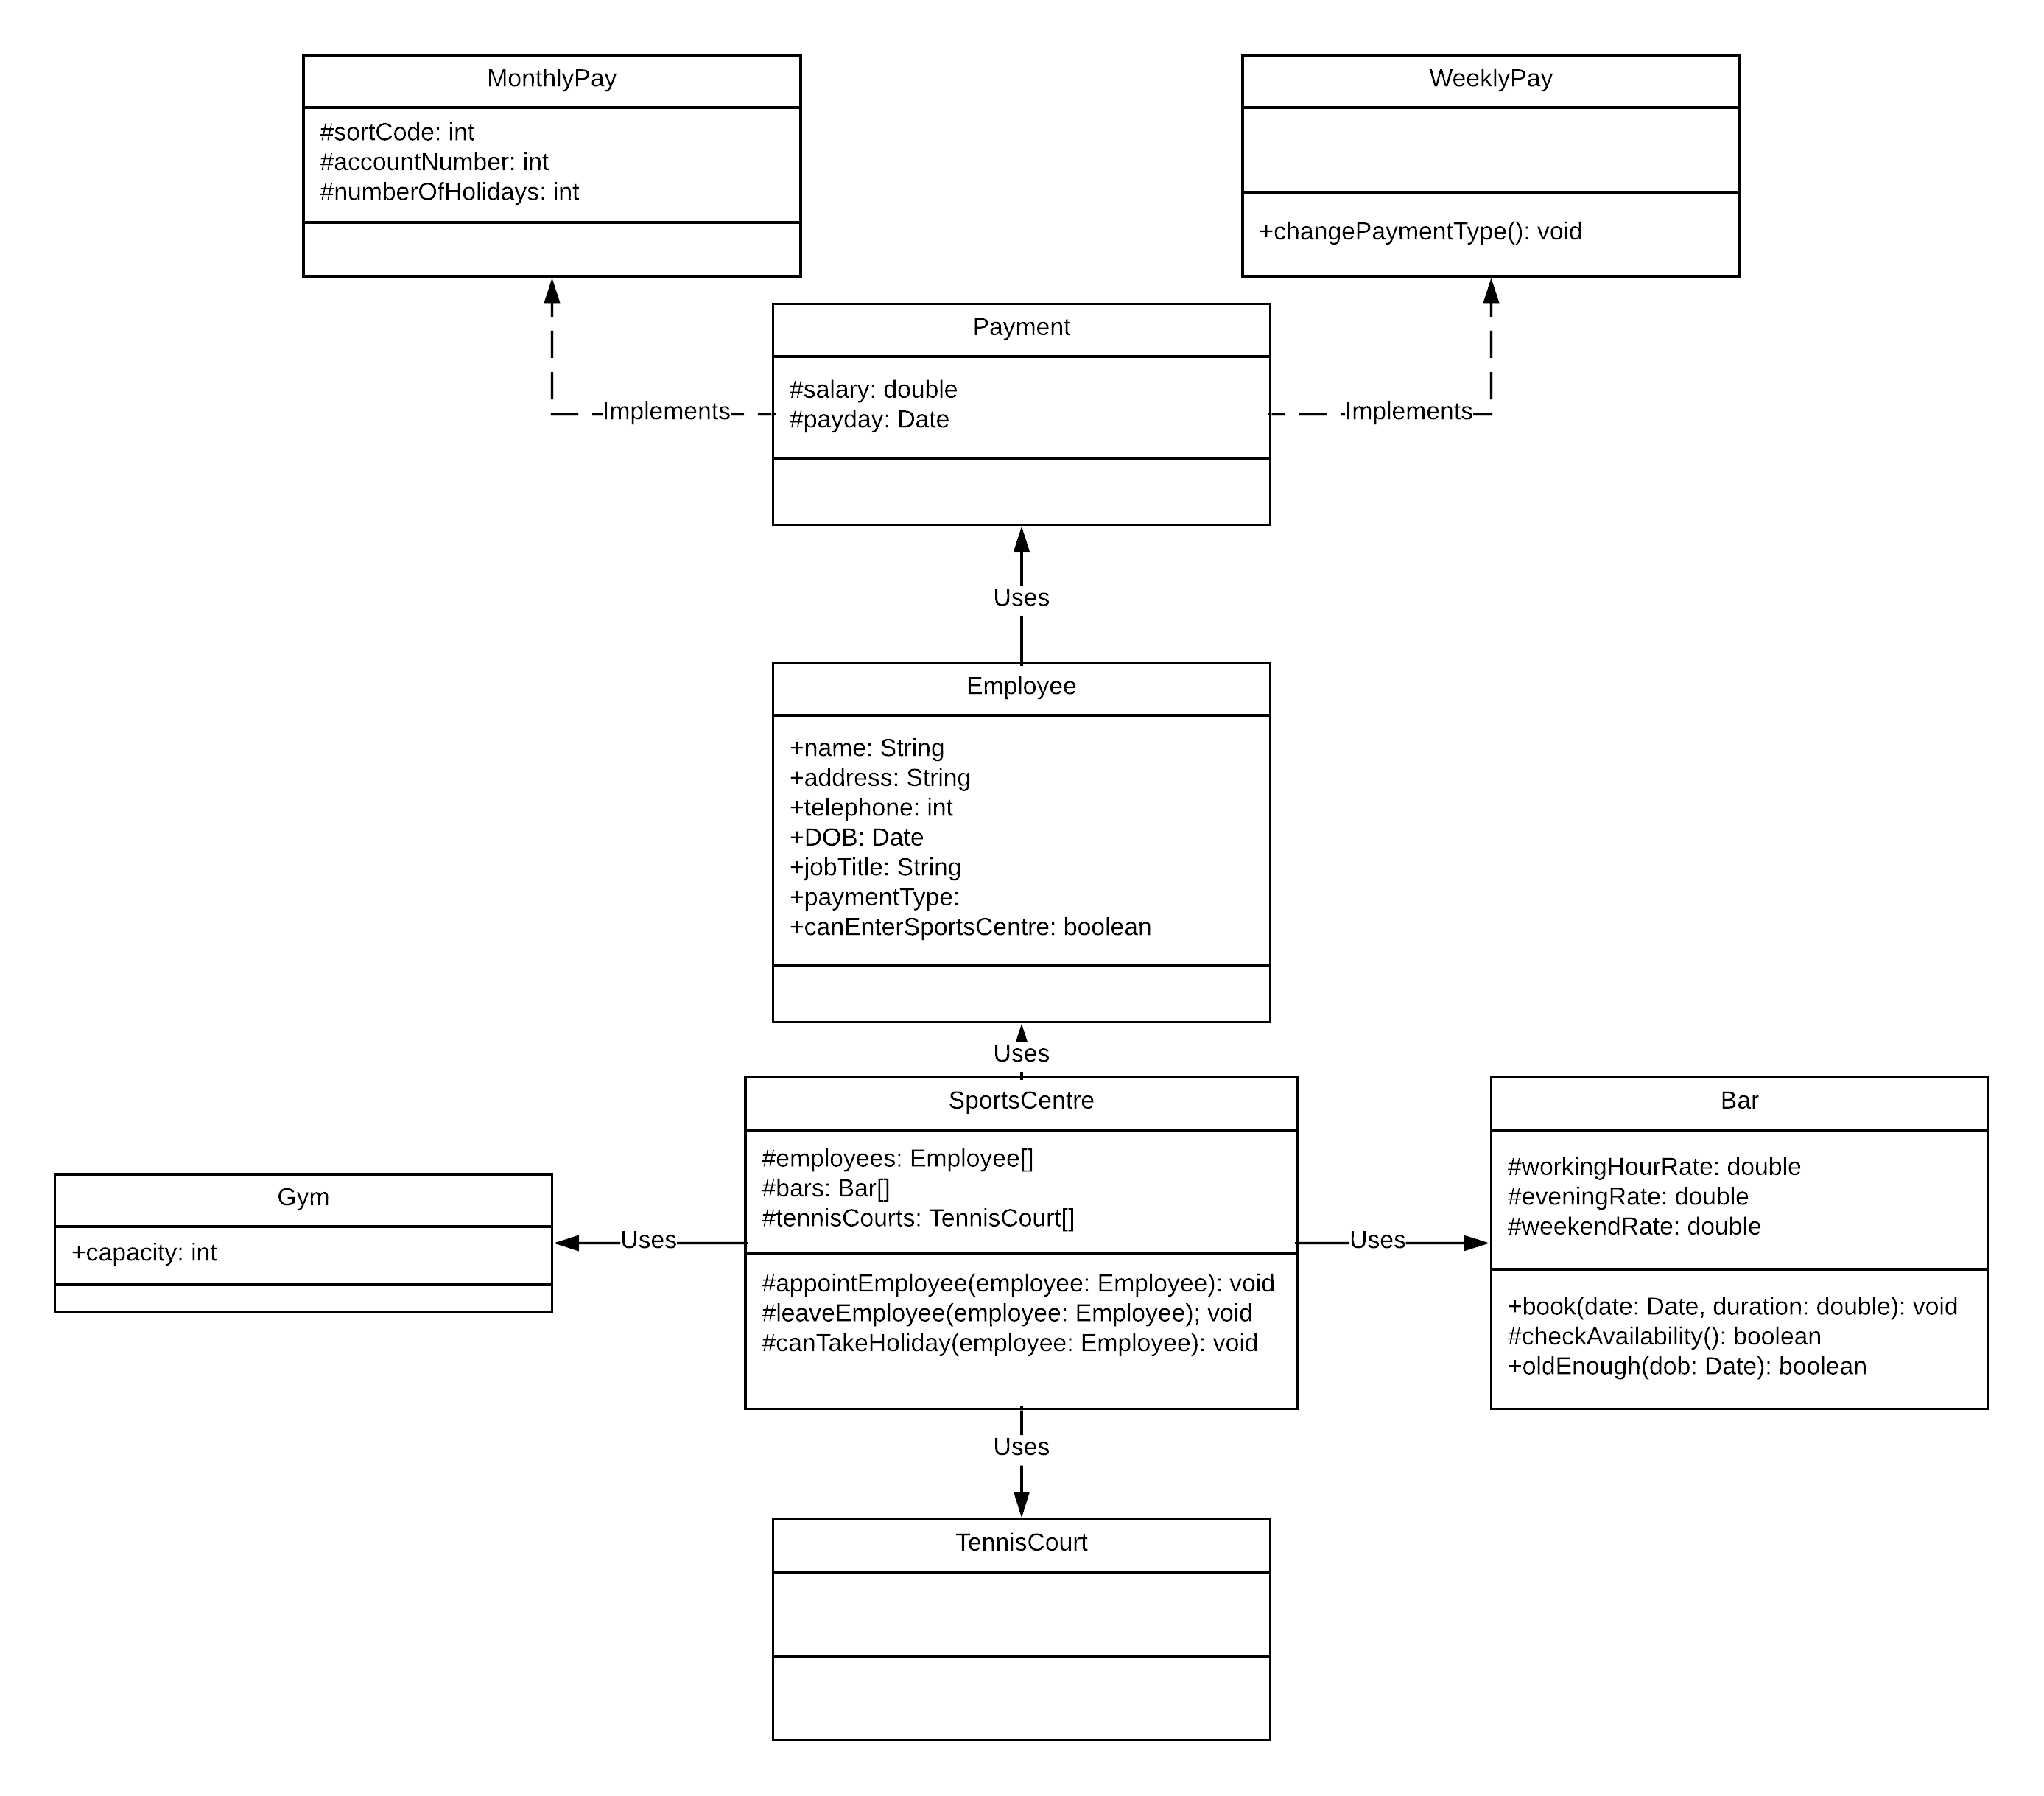 MonthlyPay
#sortCode: int
#accountNumber: int
#numberOfHolidays: int
WeeklyPay
+changePaymentType(): void
Payment
#salary: double
#payday: Date
Implements
Implements
Uses
Employee
+name: String
+address: String
+telephone: int
+DOB: Date
+jobTitle: String
+paymentType:
+canEnterSportsCentre: boolean
Uses
SportsCentre
#employees: Employee[]
#bars: Bar[]
#tennisCourts: TennisCourt[]
#appointEmployee(employee: Employee): void
#leaveEmployee(employee: Employee); void
#canTakeHoliday(employee: Employee): void
Gym
+capacity: int
Uses
Uses
Bar
#workingHourRate: double
#eveningRate: double
#weekendRate: double
+book(date: Date, duration: double): void
#checkAvailability(): boolean
+oldEnough(dob: Date): boolean
Uses
TennisCourt